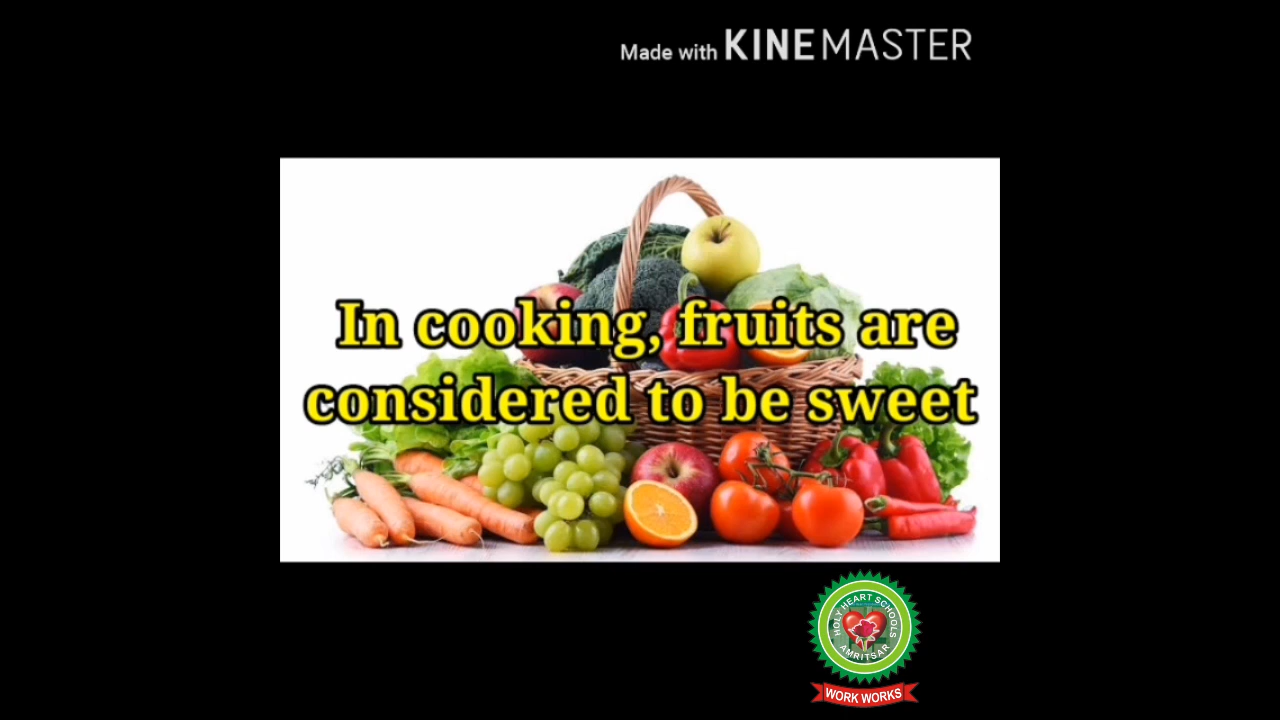 Made with KINEMASTER
In cooking, fruits are
considered to be sweet
HOLY HEART SCHOOLS
AMRITSAR
WORK WORKS